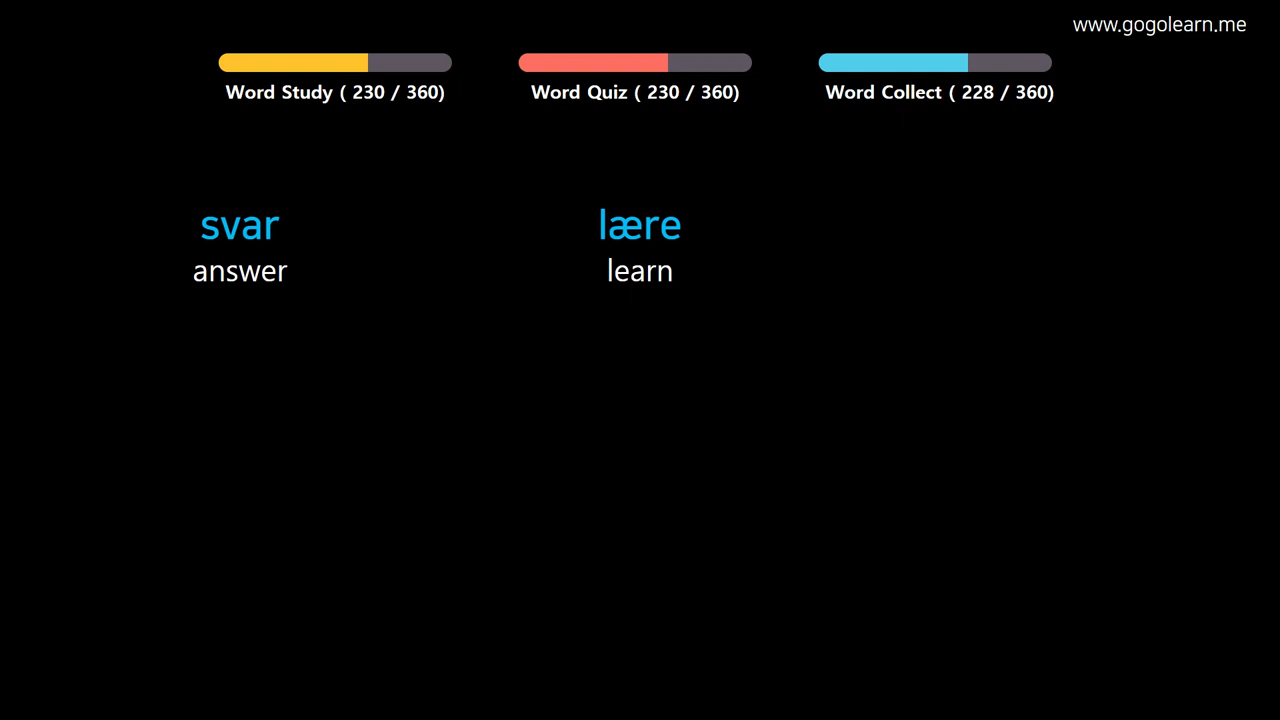 www.gogolearn.me
Word Study ( 230 / 360)
Word Quiz ( 230 / 360)
Word Collect ( 228 / 360)
svar
answer
lære
learn